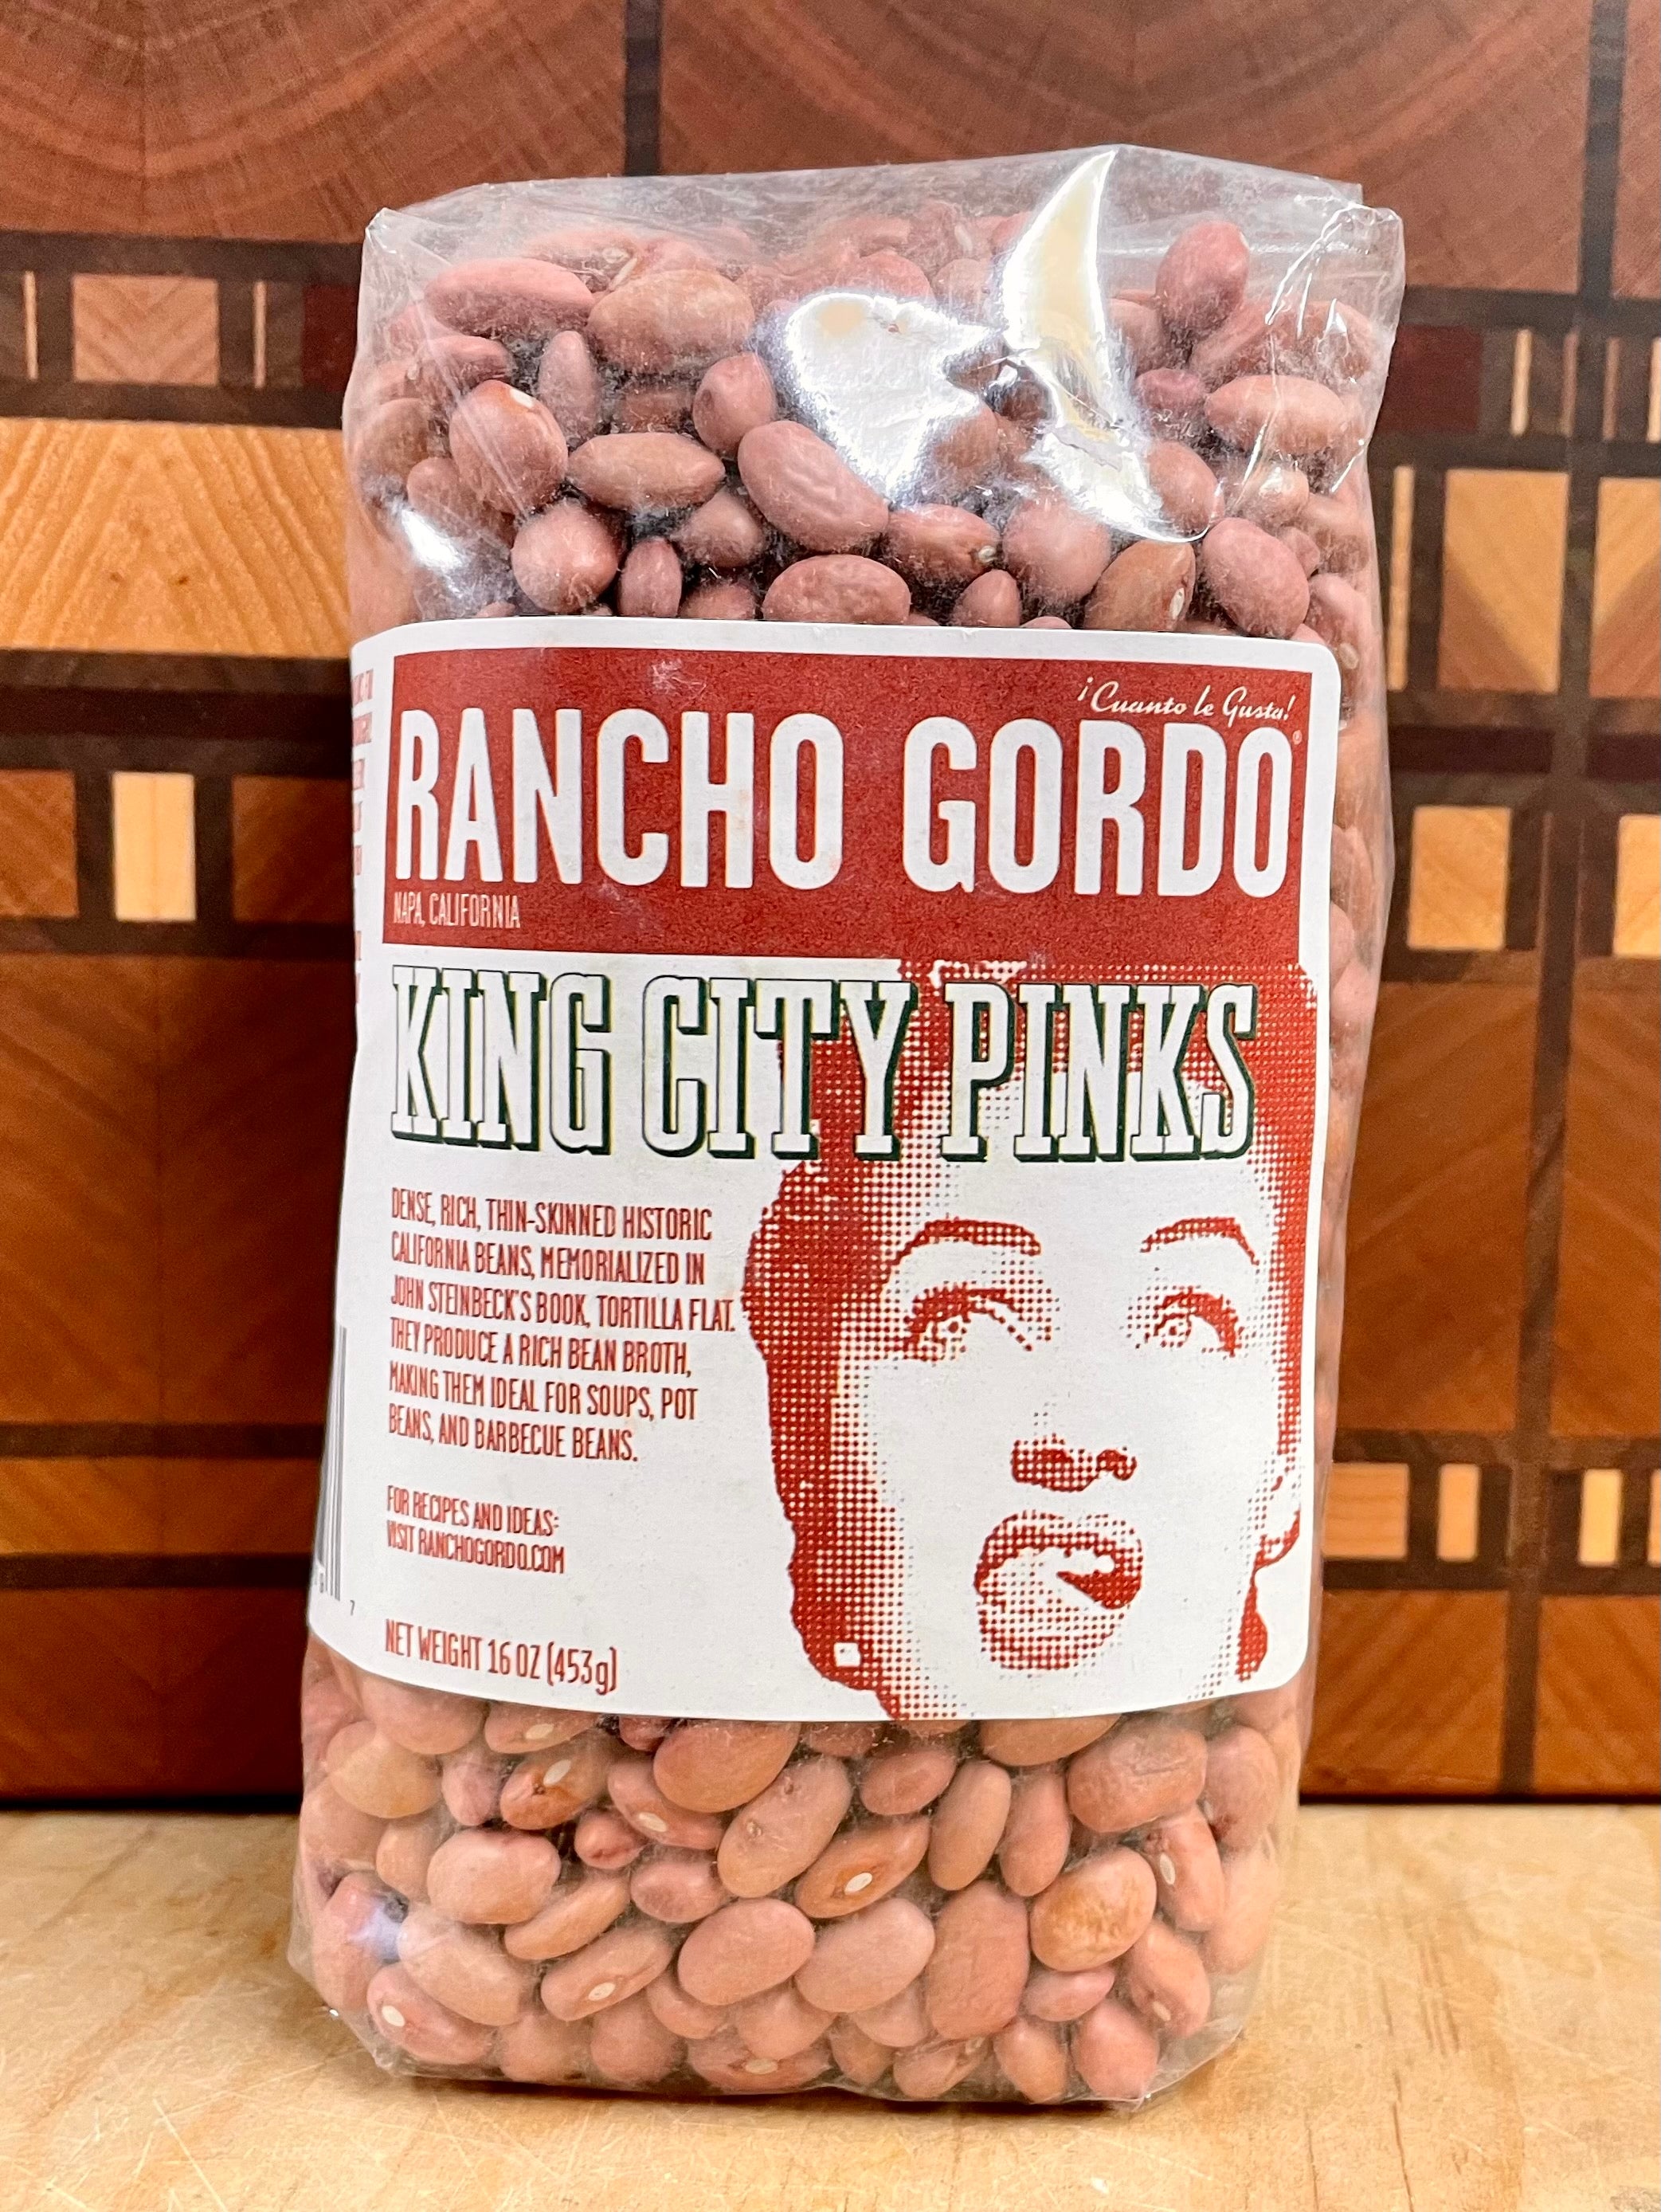 ¡Cuanto le Gusta!
RANCHO GORDO®
NAPA, CALIFORNIA
KING CITY PINKS
DENSE, RICH, THIN-SKINNED HISTORIC
CALIFORNIA BEANS, MEMORIALIZED IN
JOHN STEINBECK'S BOOK, TORTILLA FLAT.
THEY PRODUCE A RICH BEAN BROTH,
MAKING THEM IDEAL FOR SOUPS, POT
BEANS, AND BARBECUE BEANS.
FOR RECIPES AND IDEAS:
VISIT RANCHOGORDO.COM
NET WEIGHT 16 OZ (453g)
7